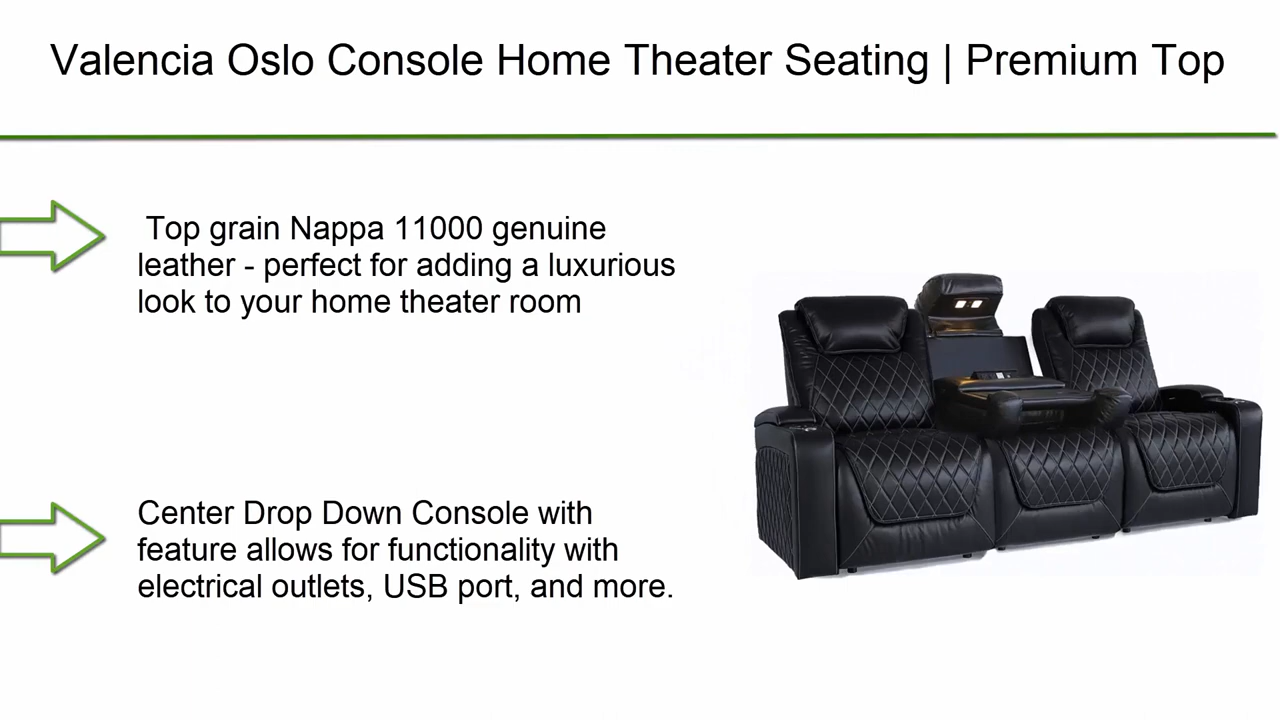 Valencia Oslo Console Home Theater Seating | Premium Top
Top grain Nappa 11000 genuine
leather - perfect for adding a luxurious
look to your home theater room
Center Drop Down Console with
feature allows for functionality with
electrical outlets, USB port, and more.